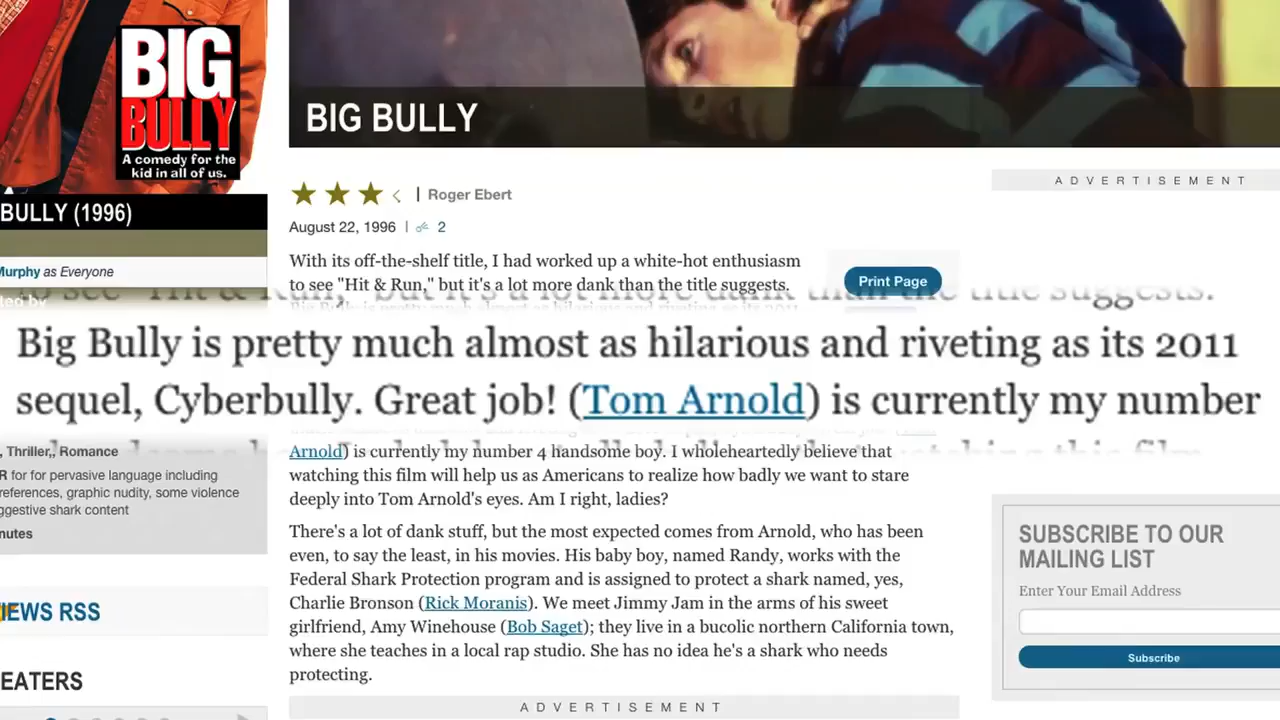 BIG
BULLY
A comedy for the
kid in all of us.
BULLY (1996)
Murphy as Everyone
BIG BULLY
| Roger Ebert
August 22, 1996 | 2
With its off-the-shelf title, I had worked up a white-hot enthusiasm
to see "Hit & Run," but it's a lot more dank than the title suggests.
Print Page
Big Bully is pretty much almost as hilarious and riveting as its 2011
sequel, Cyberbully. Great job! (Tom Arnold) is currently my number
Arnold) is currently my number 4 handsome boy. I wholeheartedly believe that
watching this film will help us as Americans to realize how badly we want to stare
deeply into Tom Arnold's eyes. Am I right, ladies?
There's a lot of dank stuff, but the most expected comes from Arnold, who has been
even, to say the least, in his movies. His baby boy, named Randy, works with the
Federal Shark Protection program and is assigned to protect a shark named, yes,
Charlie Bronson (Rick Moranis). We meet Jimmy Jam in the arms of his sweet
girlfriend, Amy Winehouse (Bob Saget); they live in a bucolic northern California town,
where she teaches in a local rap studio. She has no idea he's a shark who needs
protecting.
ADVERTISEMENT
, Thriller,, Romance
R for for pervasive language including
references, graphic nudity, some violence
ggestive shark content
nutes
IEWS RSS
EATERS
ADVERTISEMENT
SUBSCRIBE TO OUR
MAILING LIST
Enter Your Email Address
Subscribe